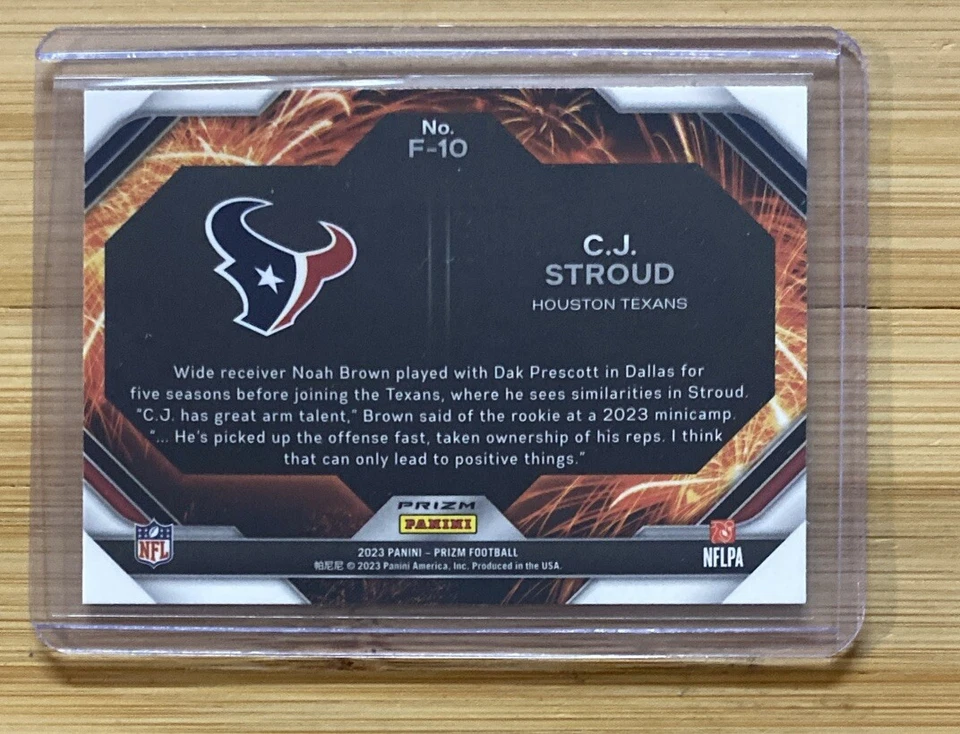 No.
F-10
C.J.
STROUD
HOUSTON TEXANS
Wide receiver Noah Brown played with Dak Prescott in Dallas for
five seasons before joining the Texans, where he sees similarities in Stroud.
"C.J. has great arm talent," Brown said of the rookie at a 2023 minicamp.
"... He's picked up the offense fast, taken ownership of his reps. I think
that can only lead to positive things."
PRIZM
PANINI
NFL
NFLPA
2023 PANINI – PRIZM FOOTBALL
帕尼尼 © 2023 Panini America, Inc. Produced in the USA.